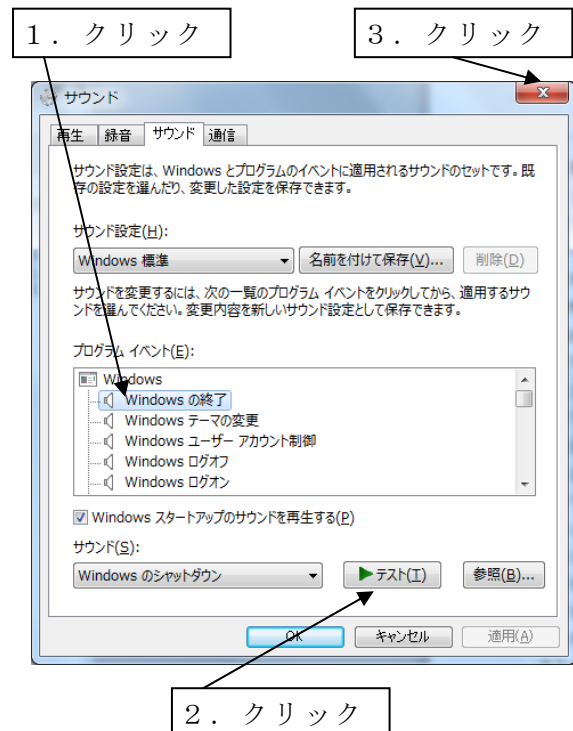 1．クリック
3．クリック
サウンド
再生 録音 サウンド 通信
サウンド設定は、Windows とプログラムのイベントに適用されるサウンドのセットです。既
存の設定を選んだり、変更した設定を保存できます。
サウンド設定(H):
Windows 標準 名前を付けて保存(V)... 削除(D)
サウンドを変更するには、次の一覧のプログラム イベントをクリックしてから、適用するサウ
ンドを選んでください。変更内容を新しいサウンド設定として保存できます。
プログラム イベント(E):
Windows
Windows の終了
Windows テーマの変更
Windows ユーザー アカウント制御
Windows ログオフ
Windows ログオン
Windows スタートアップのサウンドを再生する(P)
サウンド(S):
Windows のシャットダウン テスト(T) 参照(B)...
OK キャンセル 適用(A)
2．クリック